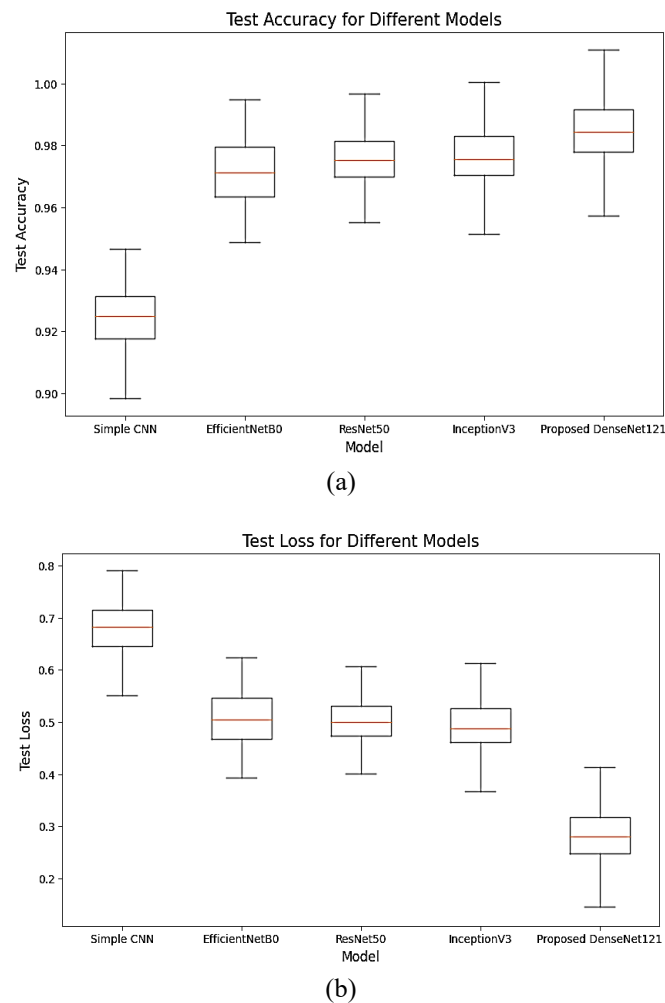 Test Accuracy for Different Models
Test Accuracy
1.00
0.98
0.96
0.94
0.92
0.90
Simple CNN EfficientNetB0 ResNet50 InceptionV3 Proposed DenseNet121
Model
(a)
Test Loss for Different Models
Test Loss
0.8
0.7
0.6
0.5
0.4
0.3
0.2
Simple CNN EfficientNetB0 ResNet50 InceptionV3 Proposed DenseNet121
Model
(b)